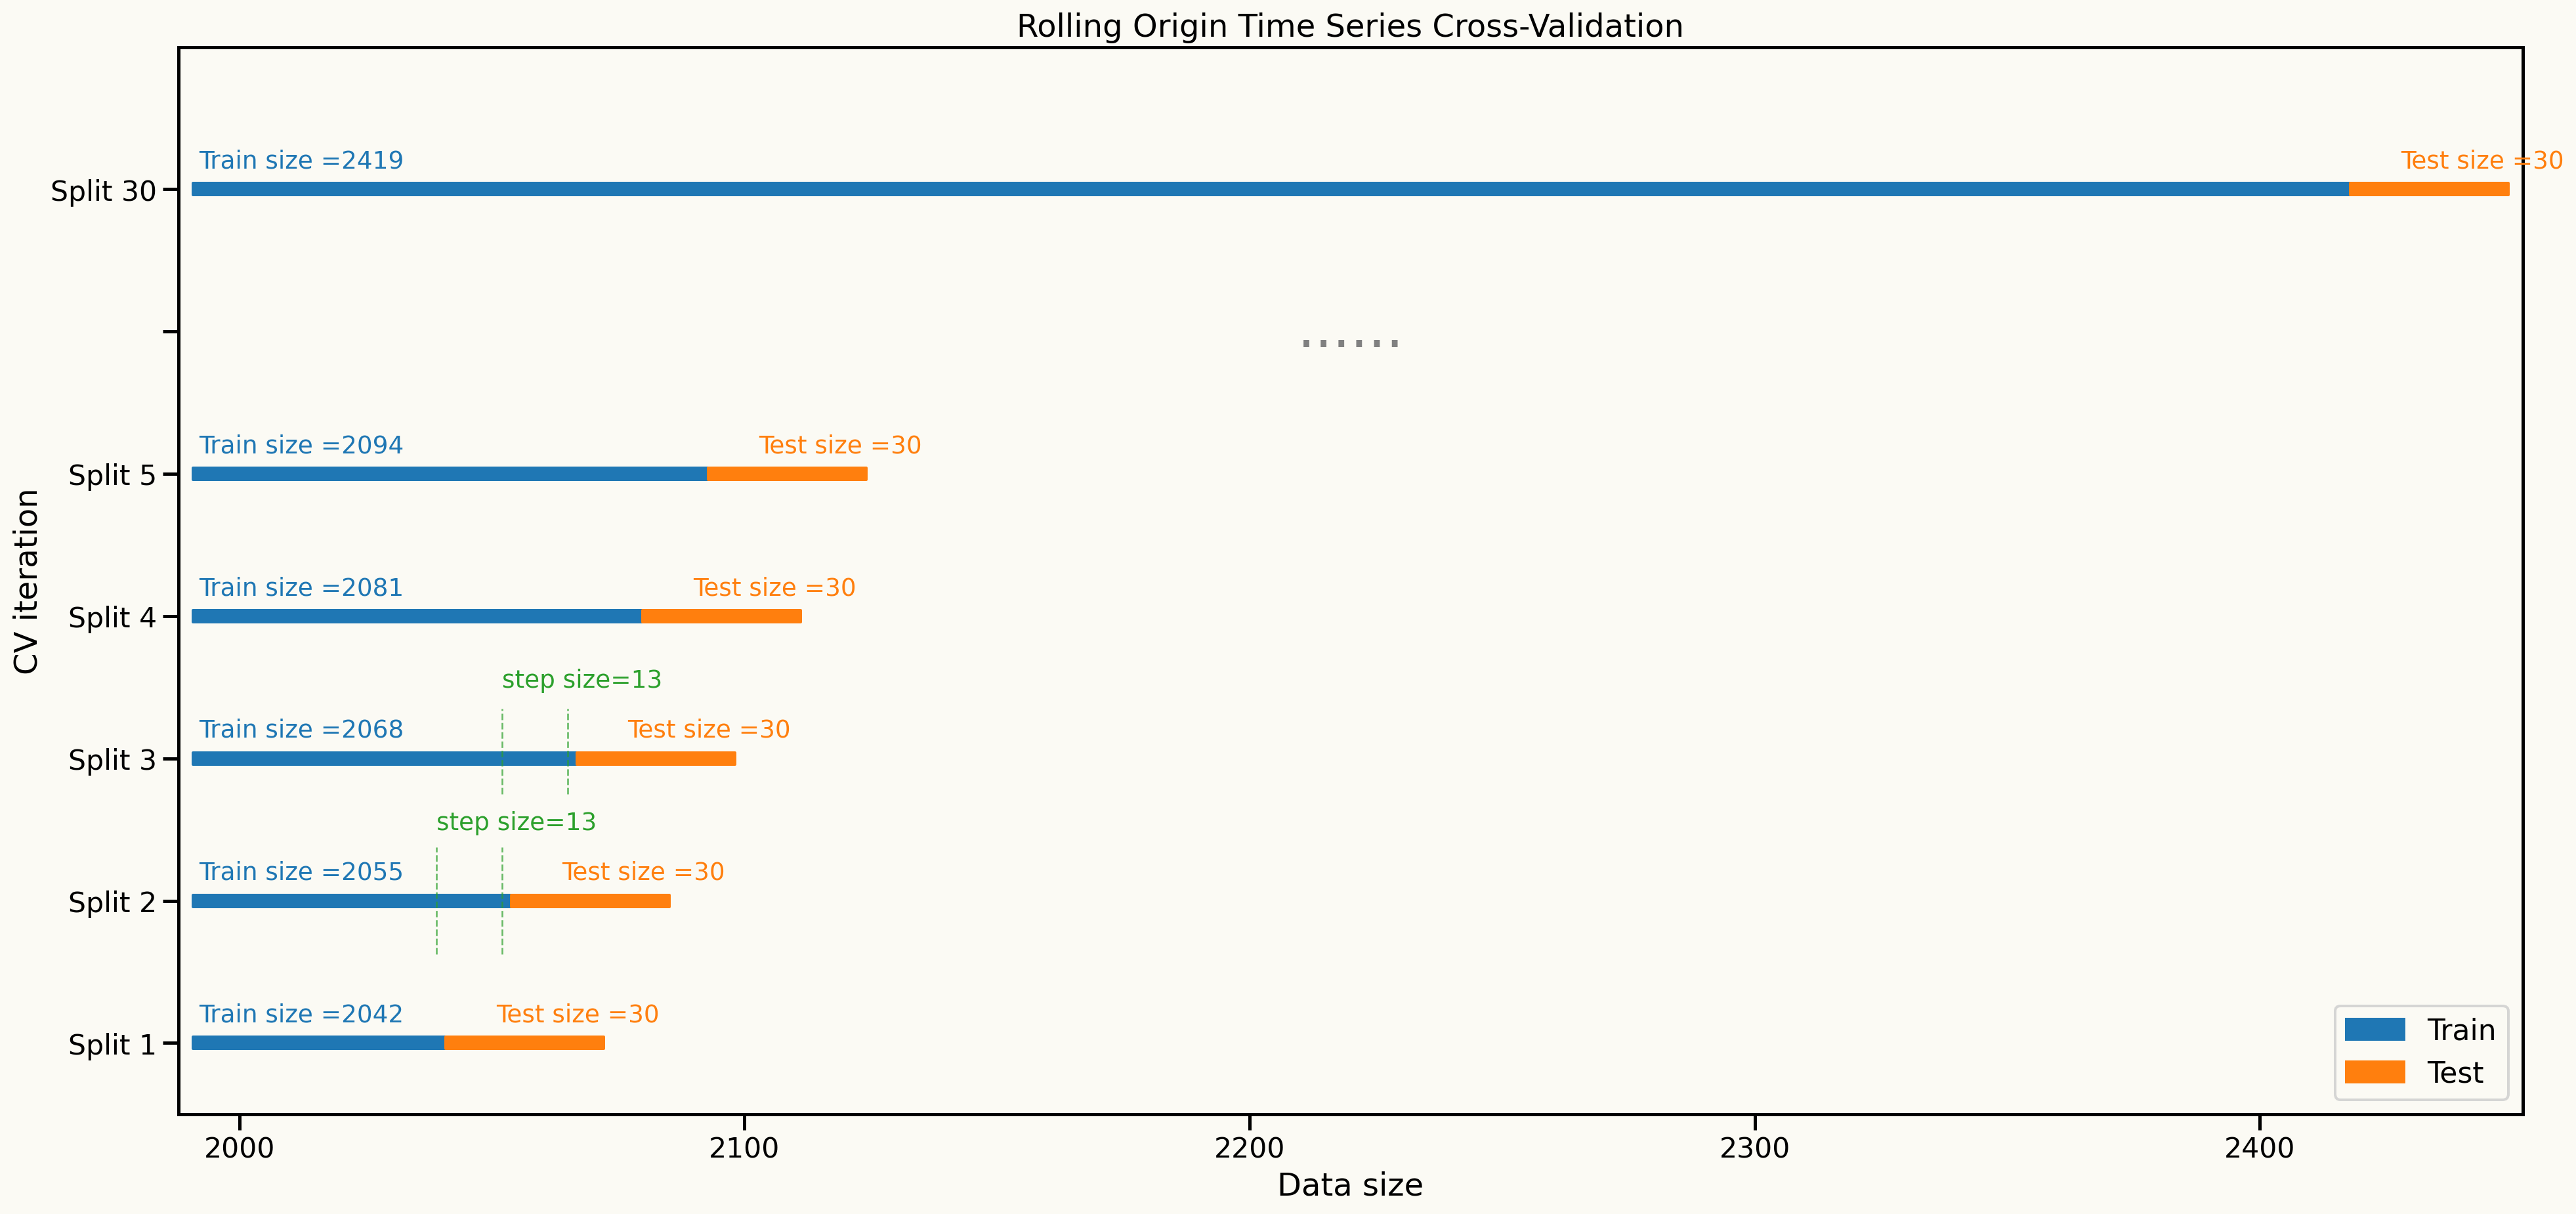 Rolling Origin Time Series Cross-Validation
Train size =2419
Test size =30
Split 30
......
Train size =2094
Test size =30
Split 5
Train size =2081
Test size =30
Split 4
step size=13
Train size =2068
Test size =30
Split 3
step size=13
Train size =2055
Test size =30
Split 2
Train size =2042
Test size =30
Split 1
CV iteration
Train
Test
2000 2100 2200 2300 2400
Data size